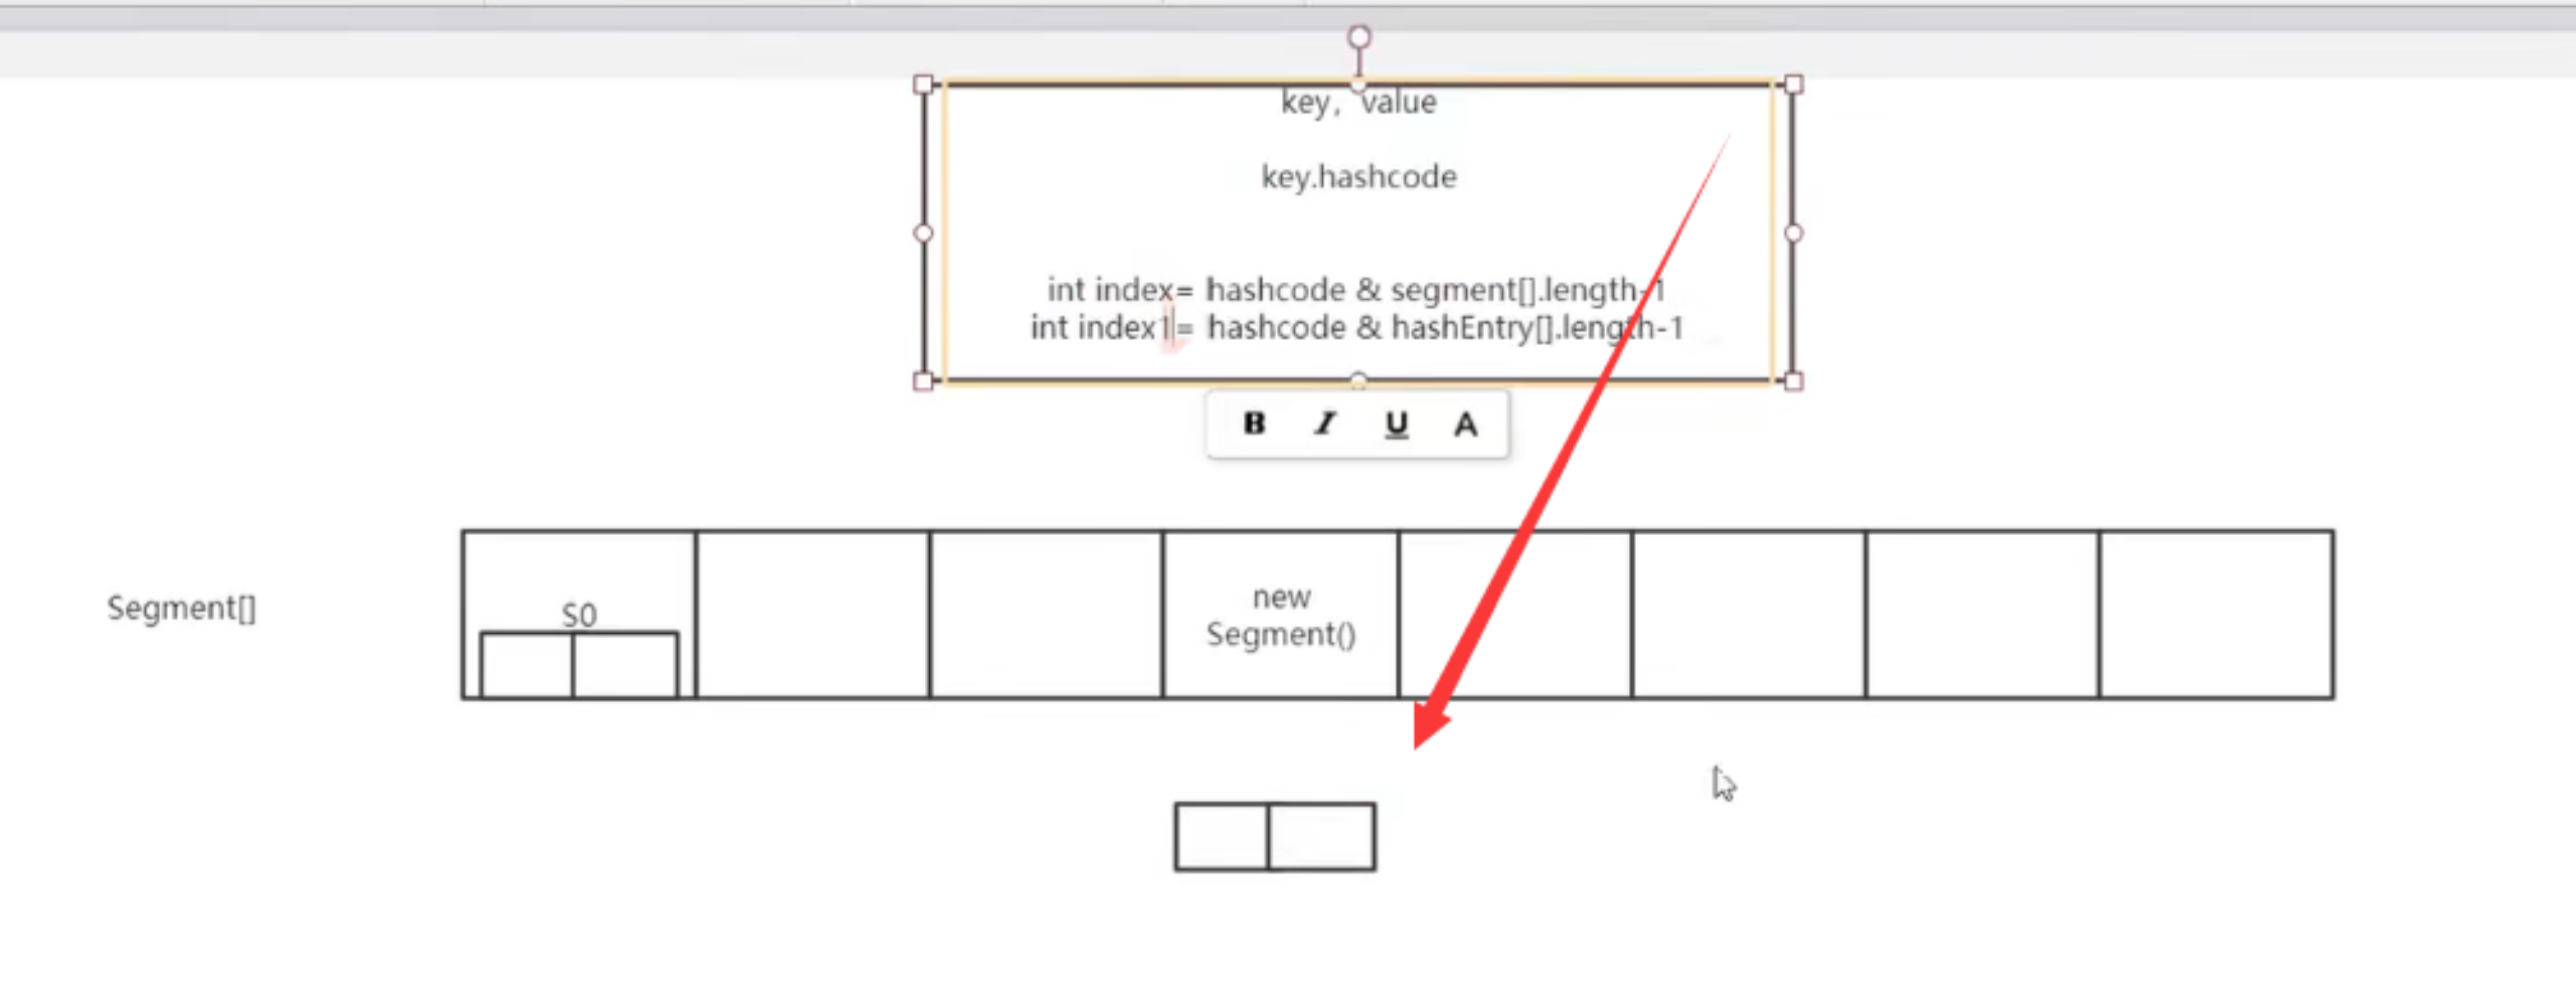 key, value
key.hashcode
int index= hashcode & segment[].length-1
int index1= hashcode & hashEntry[].length-1
B I U A
Segment[]
S0
new
Segment()